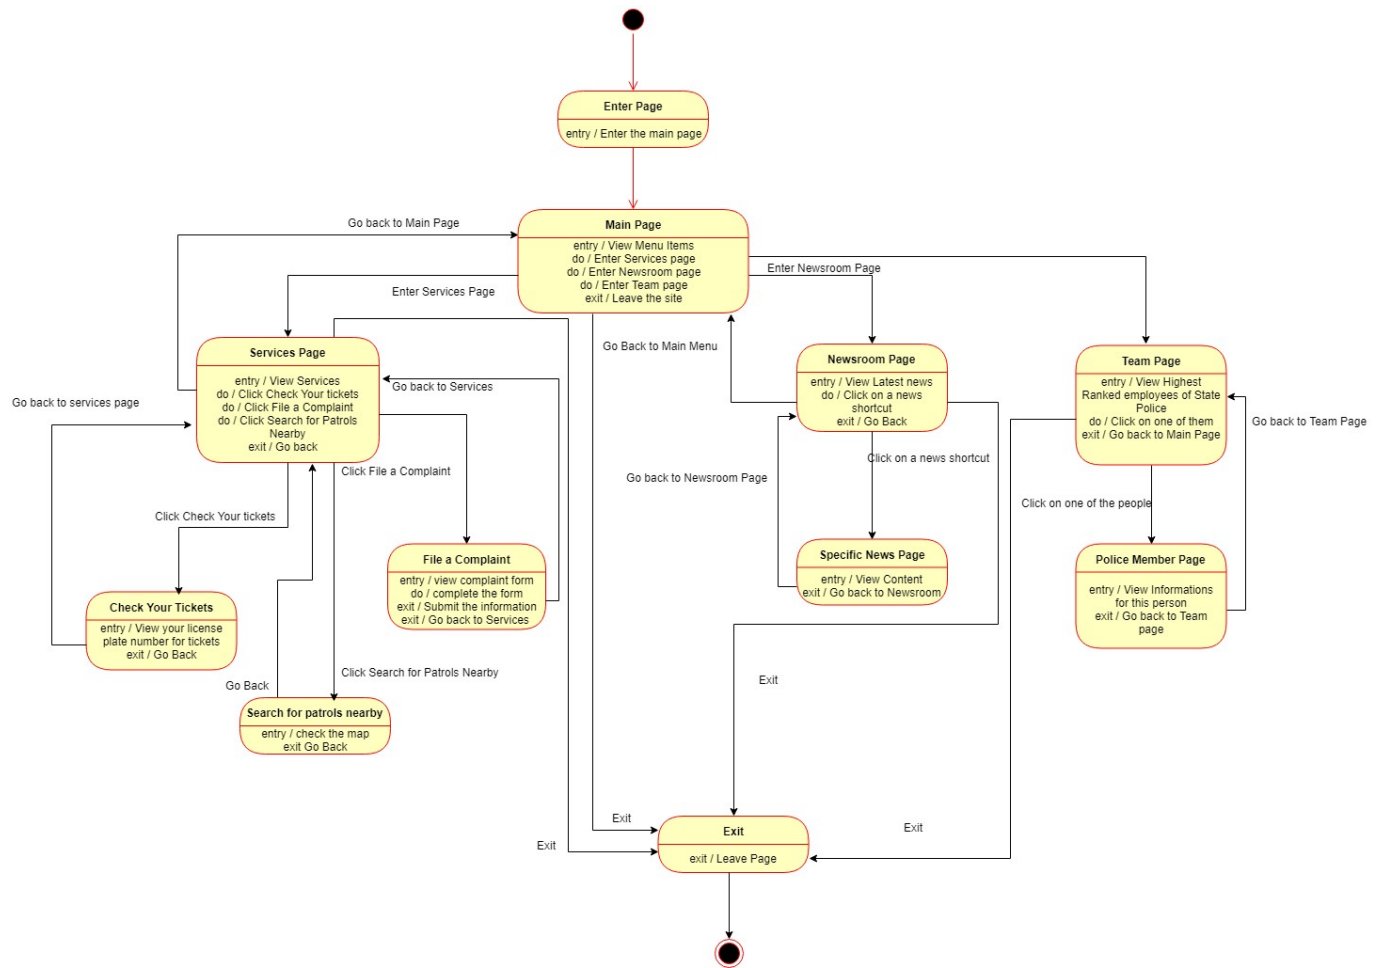 Enter Page
entry / Enter the main page
Go back to Main Page
Main Page
entry / View Menu Items
do / Enter Services page
do / Enter Newsroom page
do / Enter Team page
exit / Leave the site
Enter Newsroom Page
Enter Services Page
Go Back to Main Menu
Services Page
entry / View Services
do / Click Check Your tickets
do / Click File a Complaint
do / Click Search for Patrols
Nearby
exit / Go back
Go back to Services
Go back to services page
Newsroom Page
entry / View Latest news
do / Click on a news
shortcut
exit / Go Back
Team Page
entry / View Highest
Ranked employees of State
Police
do / Click on one of them
exit / Go back to Main Page
Go back to Team Page
Click File a Complaint
Click on a news shortcut
Go back to Newsroom Page
Click on one of the people
Click Check Your tickets
File a Complaint
entry / view complaint form
do / complete the form
exit / Submit the information
exit / Go back to Services
Specific News Page
entry / View Content
exit / Go back to Newsroom
Police Member Page
entry / View Informations
for this person
exit / Go back to Team
page
Check Your Tickets
entry / View your license
plate number for tickets
exit / Go Back
Click Search for Patrols Nearby
Go Back
Exit
Search for patrols nearby
entry / check the map
exit Go Back
Exit
Exit
Exit
Exit
exit / Leave Page